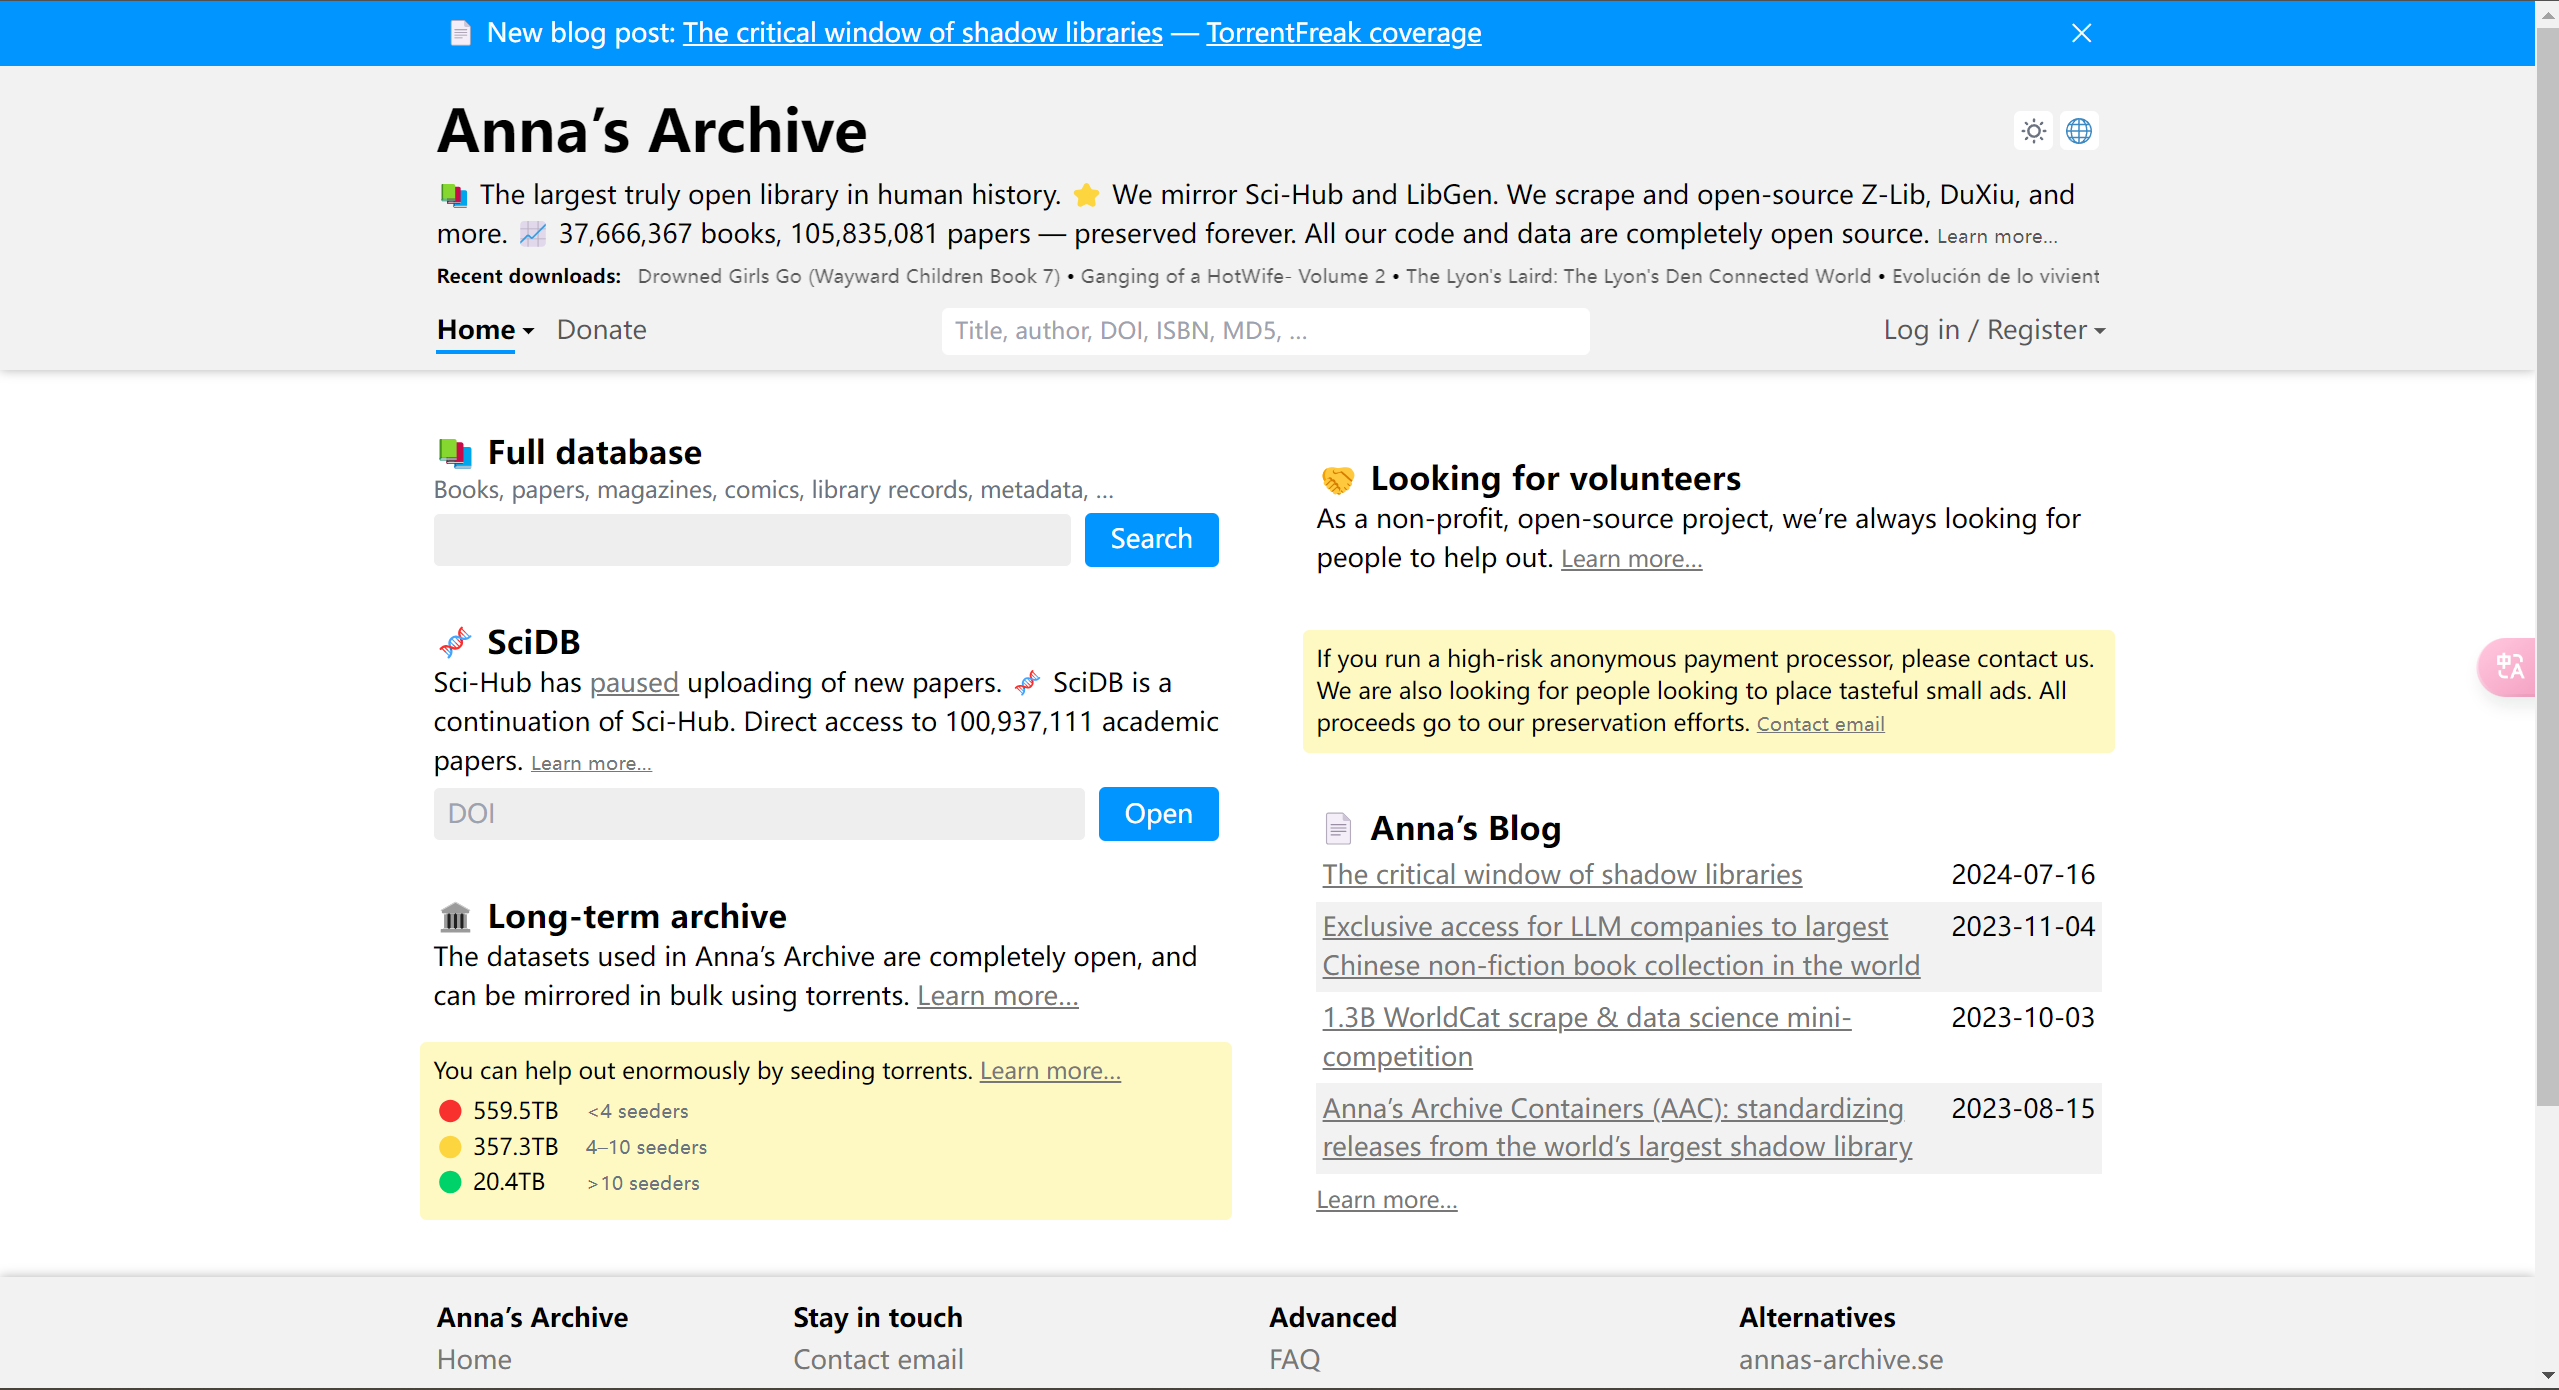 New blog post: The critical window of shadow libraries — TorrentFreak coverage
Anna’s Archive
The largest truly open library in human history. ⭐ We mirror Sci-Hub and LibGen. We scrape and open-source Z-Lib, DuXiu, and
more. 📈 37,666,367 books, 105,835,081 papers — preserved forever. All our code and data are completely open source. Learn more…
Recent downloads: Drowned Girls Go (Wayward Children Book 7) • Ganging of a HotWife- Volume 2 • The Lyon's Laird: The Lyon's Den Connected World • Evolución de lo vivient
Home Donate
Title, author, DOI, ISBN, MD5, …
Log in / Register
Full database
Books, papers, magazines, comics, library records, metadata, …
Search
SciDB
Sci-Hub has paused uploading of new papers. 🧬 SciDB is a
continuation of Sci-Hub. Direct access to 100,937,111 academic
papers. Learn more…
DOI
Open
Long-term archive
The datasets used in Anna’s Archive are completely open, and
can be mirrored in bulk using torrents. Learn more…
You can help out enormously by seeding torrents. Learn more…
559.5TB <4 seeders
357.3TB 4–10 seeders
20.4TB >10 seeders
Looking for volunteers
As a non-profit, open-source project, we’re always looking for
people to help out. Learn more…
If you run a high-risk anonymous payment processor, please contact us.
We are also looking for people looking to place tasteful small ads. All
proceeds go to our preservation efforts. Contact email
Anna’s Blog
The critical window of shadow libraries 2024-07-16
Exclusive access for LLM companies to largest 2023-11-04
Chinese non-fiction book collection in the world
1.3B WorldCat scrape & data science mini- 2023-10-03
competition
Anna’s Archive Containers (AAC): standardizing 2023-08-15
releases from the world’s largest shadow library
Learn more…
中A
Anna’s Archive
Home
Stay in touch
Contact email
Advanced
FAQ
Alternatives
annas-archive.se